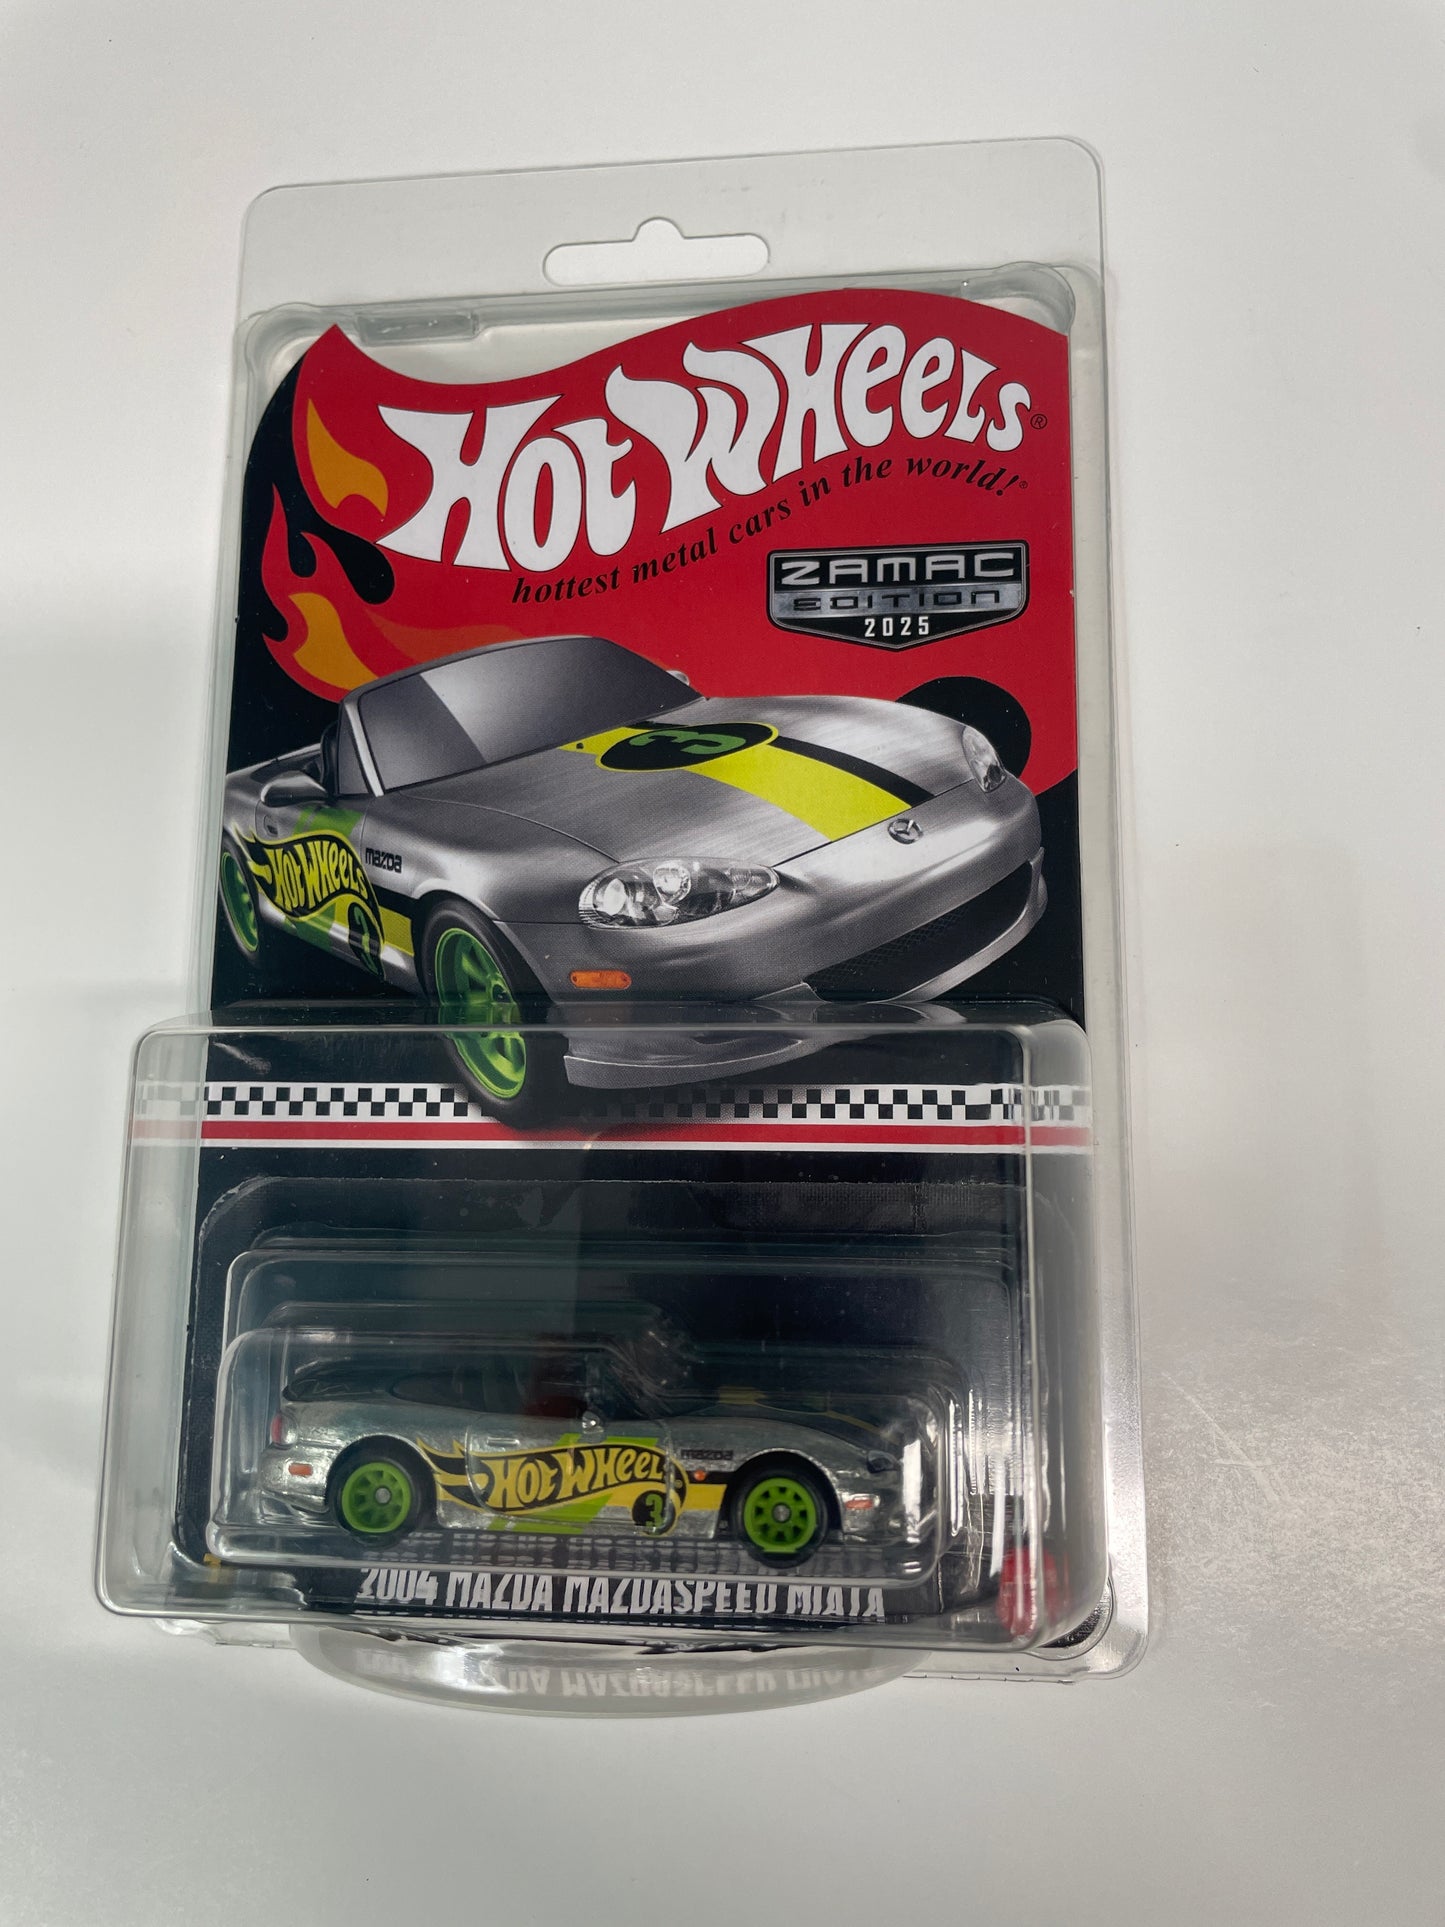 HOT WHEELS®
hottest metal cars in the world!®
ZAMAC
EDITION
2025
3
HOT WHEELS
mazda
3
HOT WHEELS
mazda
3
2004 MAZDA MAZDASPEED MIATA